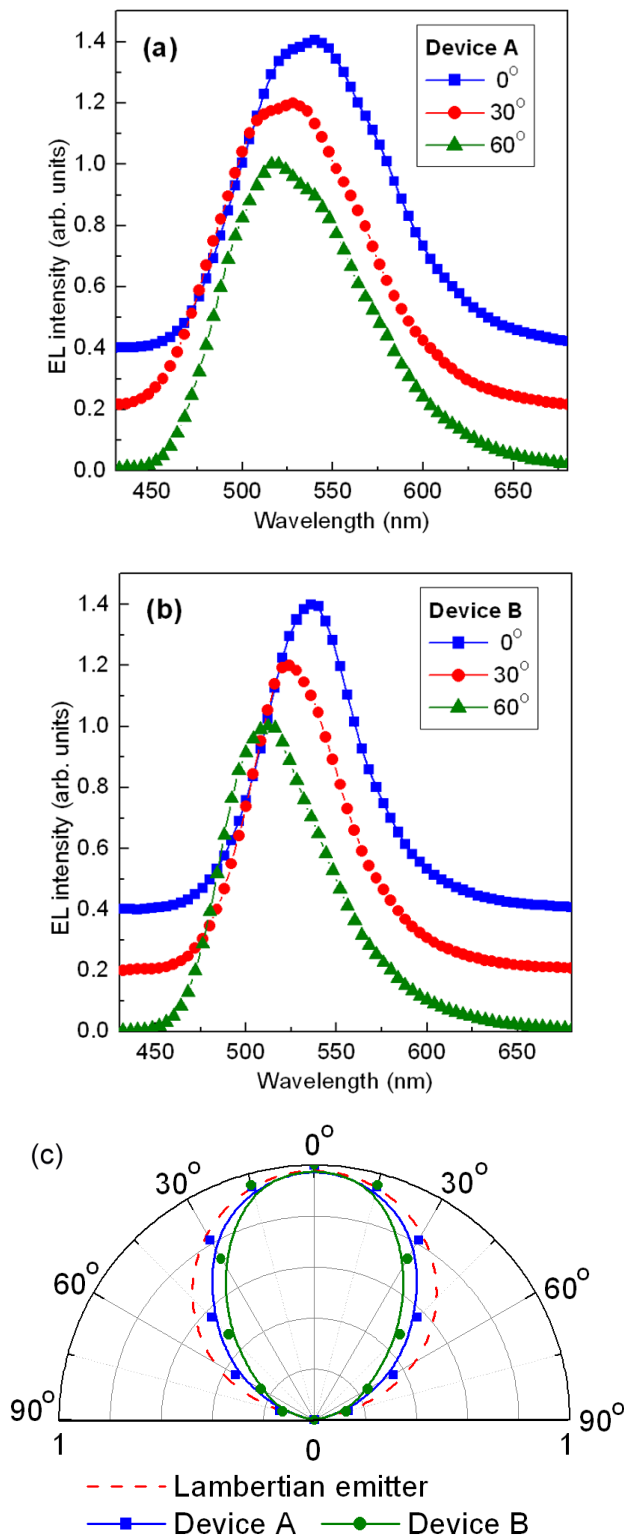 (a)
Device A
0°
30°
60°
1.4
1.2
1.0
0.8
0.6
0.4
0.2
0.0
EL intensity (arb. units)
450 500 550 600 650
Wavelength (nm)
(b)
Device B
0°
30°
60°
1.4
1.2
1.0
0.8
0.6
0.4
0.2
0.0
EL intensity (arb. units)
450 500 550 600 650
Wavelength (nm)
(c)
0°
30° 30°
60° 60°
90° 90°
1 0 1
Lambertian emitter
Device A Device B